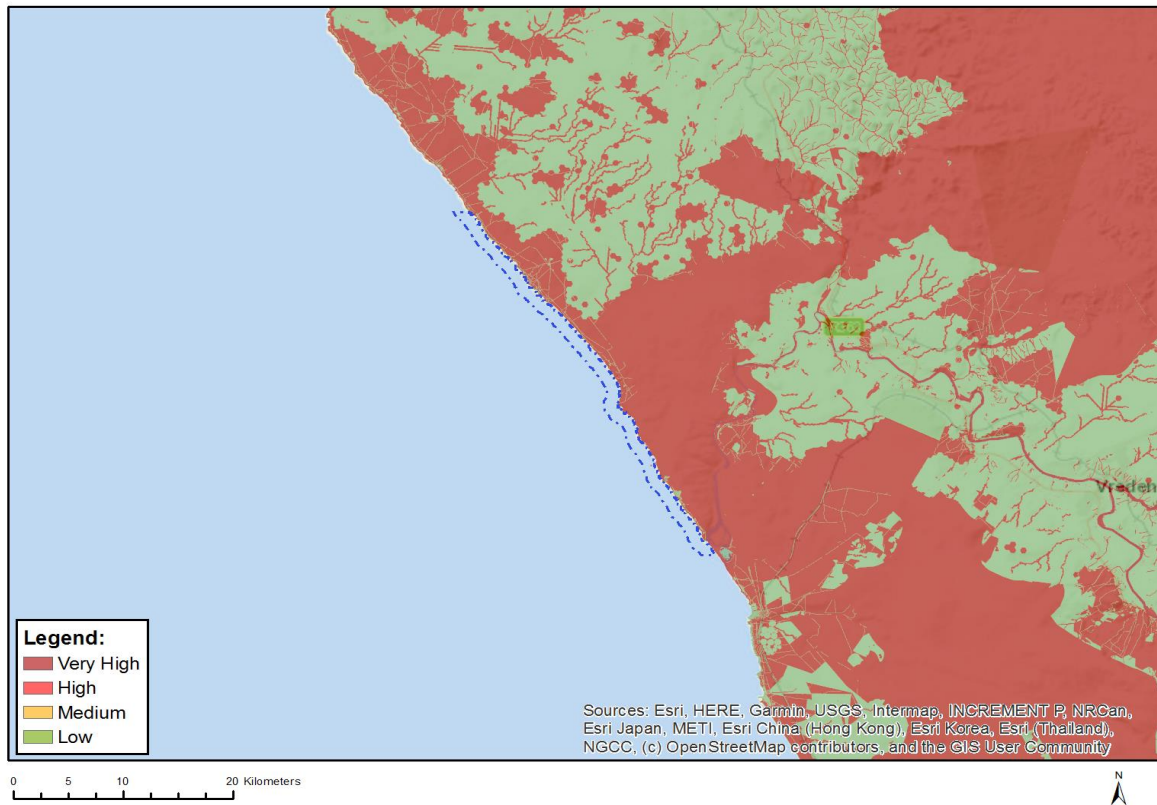 Vreden
Legend:
Very High
High
Medium
Low
Sources: Esri, HERE, Garmin, USGS, Intermap, INCREMENT P, NRCan,
Esri Japan, METI, Esri China (Hong Kong), Esri Korea, Esri (Thailand),
NGCC, (c) OpenStreetMap contributors, and the GIS User Community
0 5 10 20 Kilometers
N